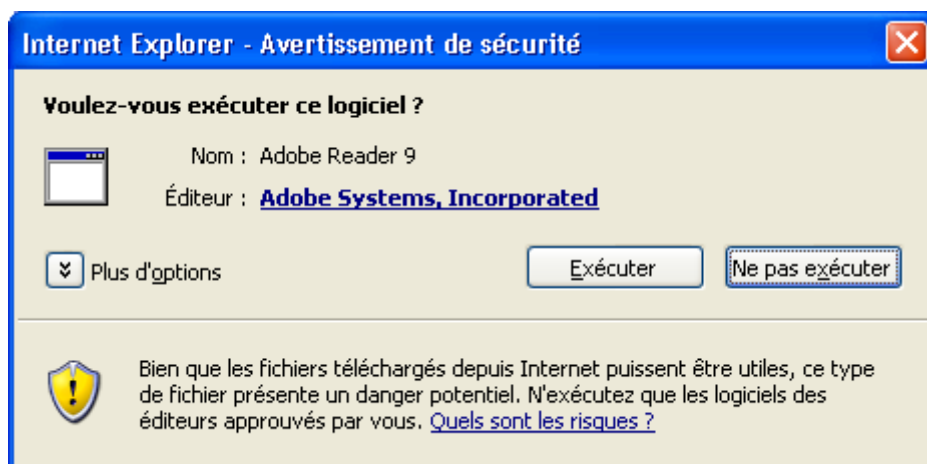 Internet Explorer - Avertissement de sécurité
Voulez-vous exécuter ce logiciel ?
Nom : Adobe Reader 9
Éditeur : Adobe Systems, Incorporated
Plus d'options
Exécuter
Ne pas exécuter
Bien que les fichiers téléchargés depuis Internet puissent être utiles, ce type
de fichier présente un danger potentiel. N'exécutez que les logiciels des
éditeurs approuvés par vous. Quels sont les risques ?